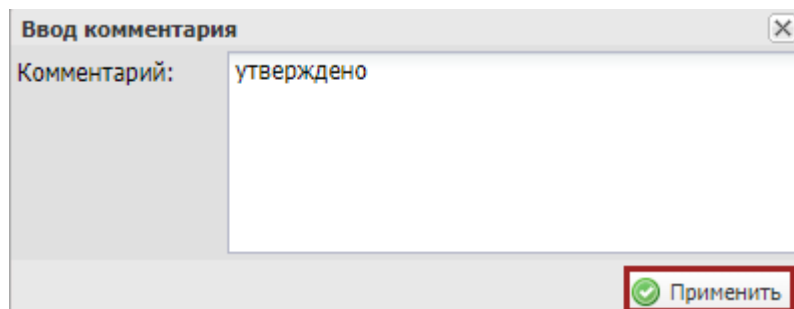 Ввод комментария
Комментарий: утверждено
Применить